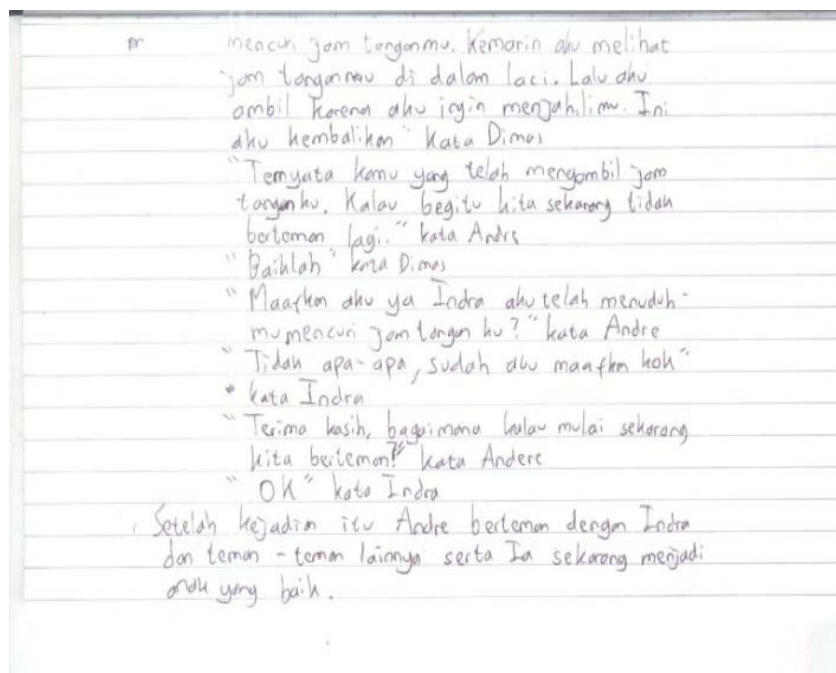 mencuri jam tanganmu. Kemarin aku melihat
jam tanganmu di dalam laci. Lalu aku
ambil karena aku ingin menjahilimu. Ini
aku kembalikan" kata Dimas
"Ternyata kamu yang telah mengambil jam
tanganku. Kalau begitu kita sekarang tidak
berteman lagi." kata Andre
"Baiklah" kata Dimas
"Maafkan aku ya Indra aku telah menuduh-
mu mencuri jam tangan ku?" kata Andre
"Tidak apa-apa, sudah aku maafkan kok"
kata Indra
"Terima kasih, bagaimana kalau mulai sekarang
kita berteman?" kata Andere
"OK" kata Indra
Setelah kejadian itu Andre berteman dengan Indra
dan teman-teman lainnya serta Ia sekarang menjadi
anak yang baik.